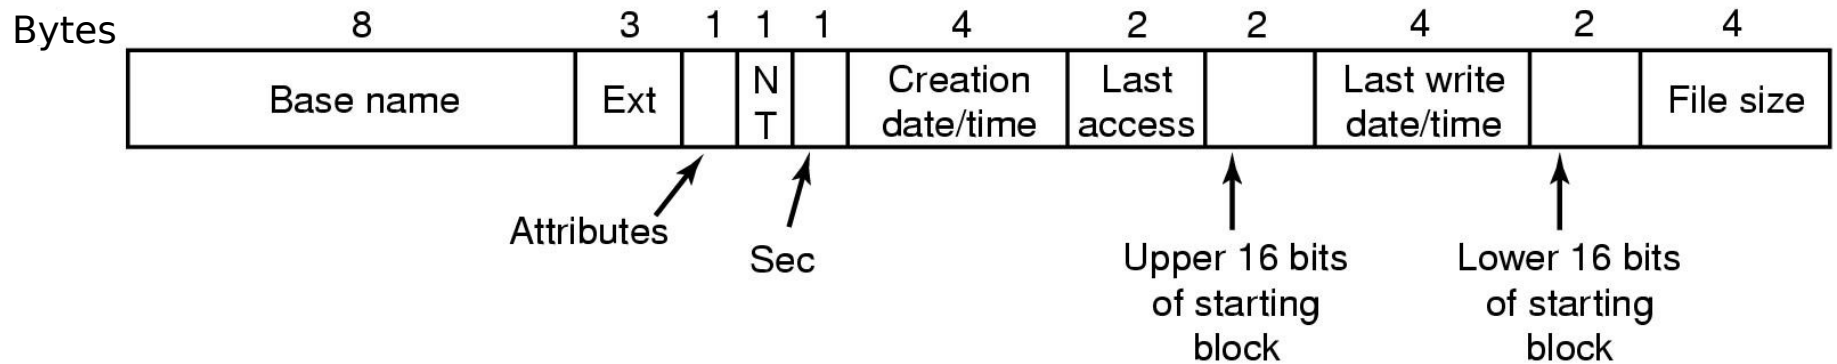 Bytes 8 3 1 1 1 4 2 2 4 2 4
Base name
Ext
N
T
Creation
date/time
Last
access
Last write
date/time
File size
Attributes
Sec
Upper 16 bits
of starting
block
Lower 16 bits
of starting
block